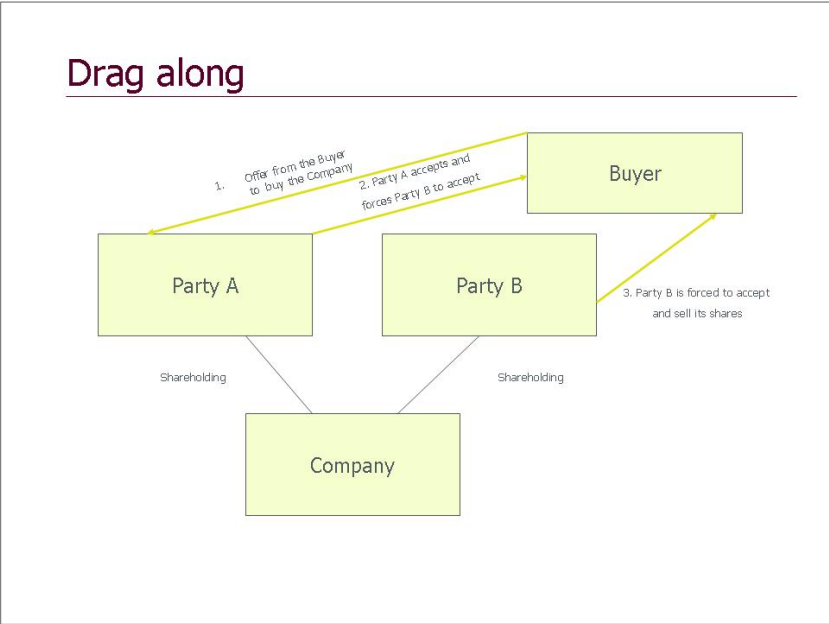 Drag along
1. Offer from the Buyer
to buy the Company
2. Party A accepts and
forces Party B to accept
Buyer
Party A
Party B
3. Party B is forced to accept
and sell its shares
Shareholding
Shareholding
Company